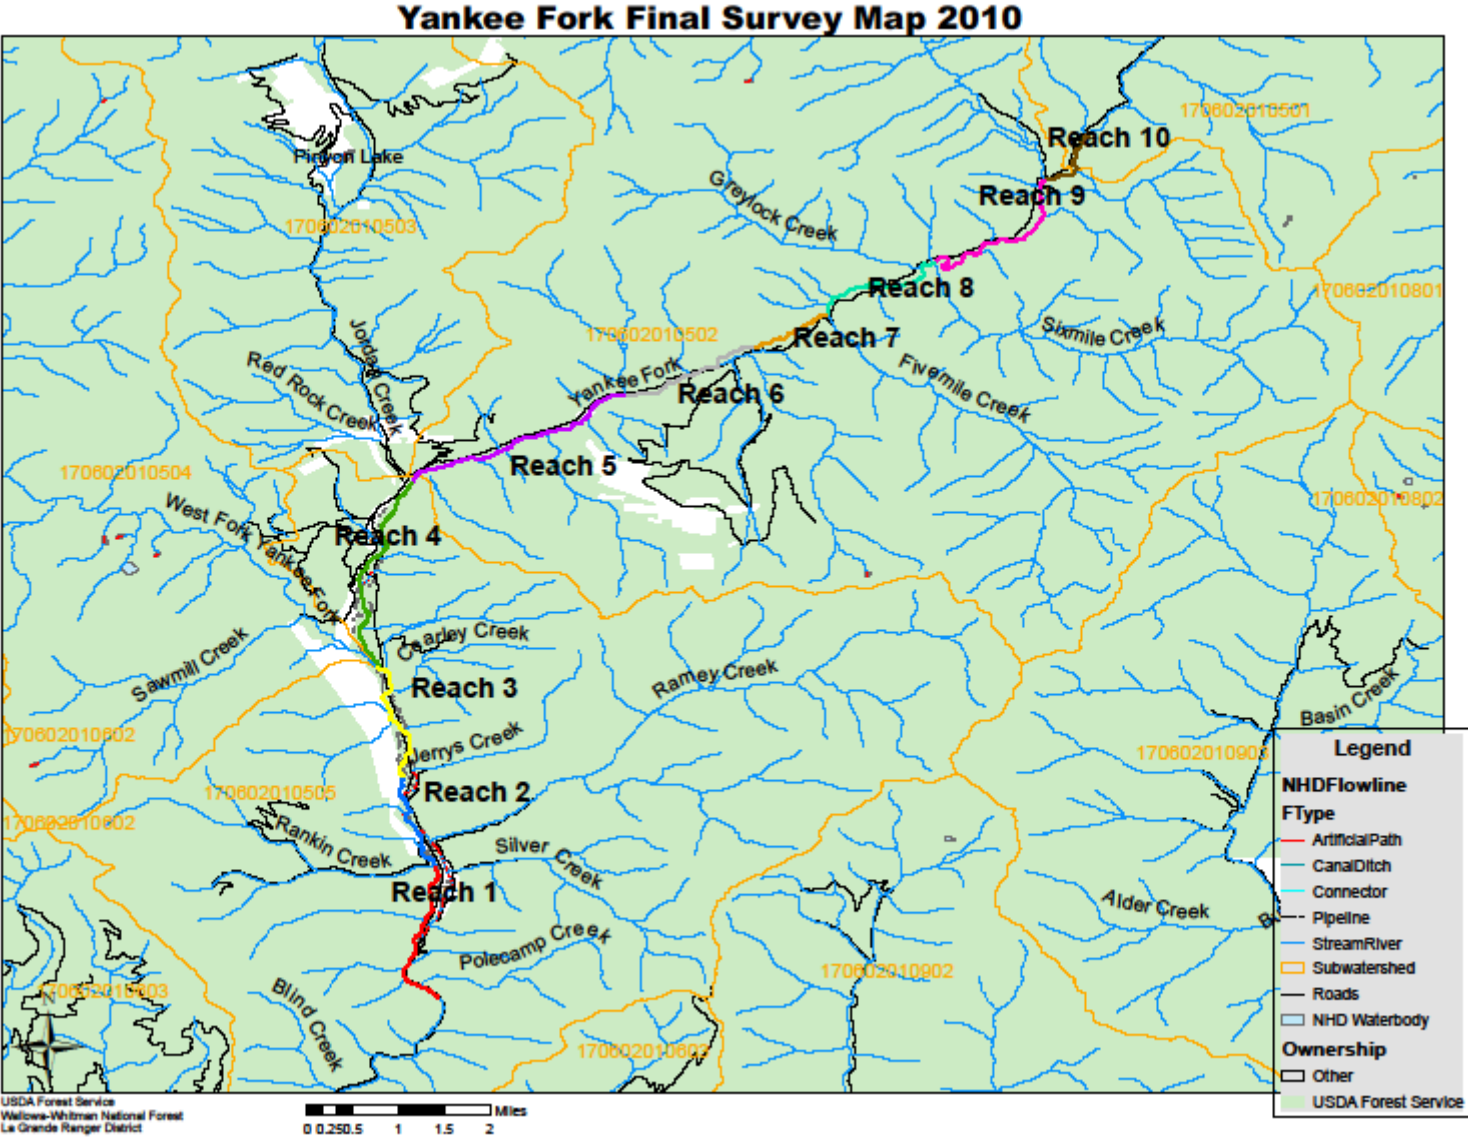 Yankee Fork Final Survey Map 2010
170602010501
Reach 10
Pinyon Lake
Reach 9
Greylock Creek
170602010503
Reach 8
170602010801
Jordan Creek
170602010502
Reach 7
Sixmile Creek
Red Rock Creek
Yankee Fork
Reach 6
Fivemile Creek
Reach 5
170602010504
170602010802
West Fork Yankee Fork
Reach 4
Cearley Creek
Sawmill Creek
Reach 3
Ramey Creek
Basin Creek
170602010602
Jerrys Creek
170602010903
170602010505
Reach 2
170602010602
Rankin Creek
Silver Creek
Reach 1
Alder Creek
Polecamp Creek
170602010902
Blind Creek
170602010603
170602010603
N
Legend
NHDFlowline
FType
ArtificialPath
CanalDitch
Connector
Pipeline
StreamRiver
Subwatershed
Roads
NHD Waterbody
Ownership
Other
USDA Forest Service
USDA Forest Service
Wallowa-Whitman National Forest
La Grande Ranger District
Miles
0 0.250.5 1 1.5 2